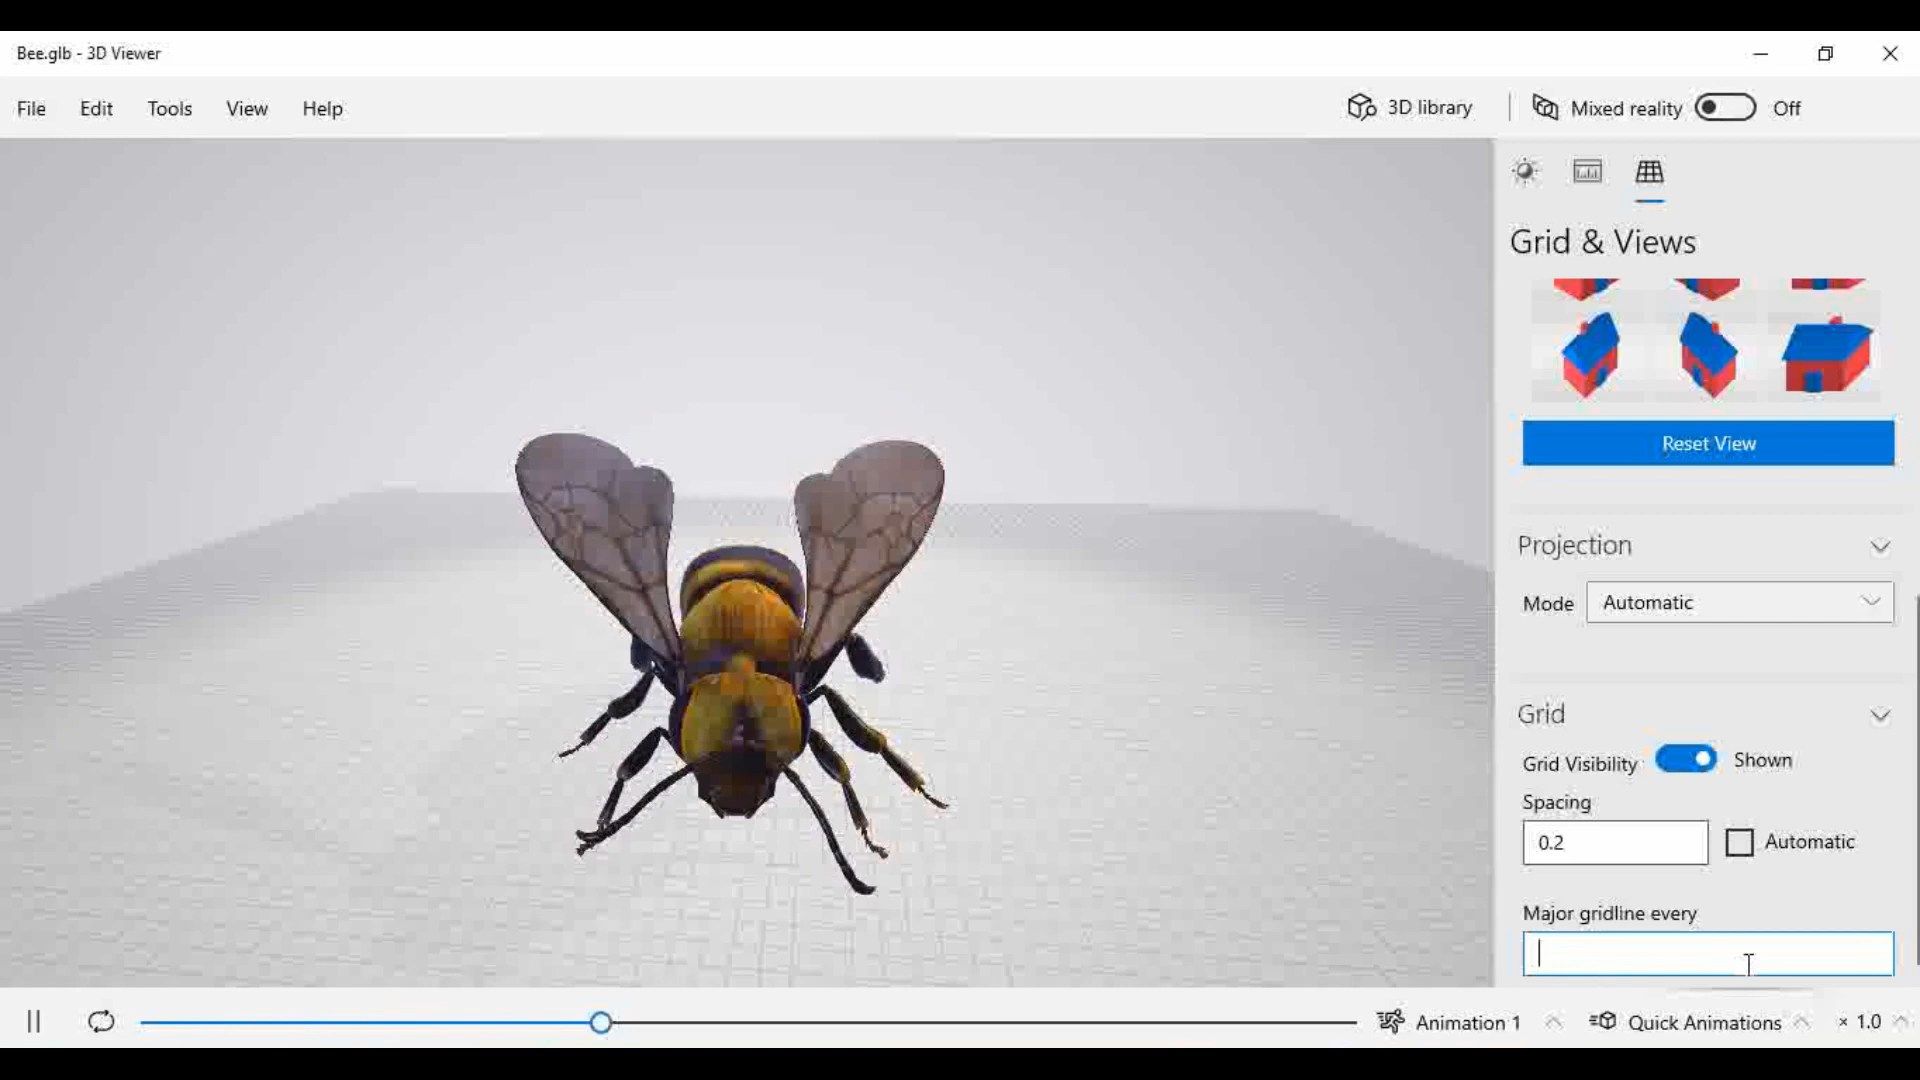 Bee.glb - 3D Viewer
File Edit Tools View Help
3D library
Mixed reality Off
Grid & Views
Reset View
Projection
Mode Automatic
Grid
Grid Visibility Shown
Spacing
0.2 Automatic
Major gridline every
Animation 1 Quick Animations × 1.0